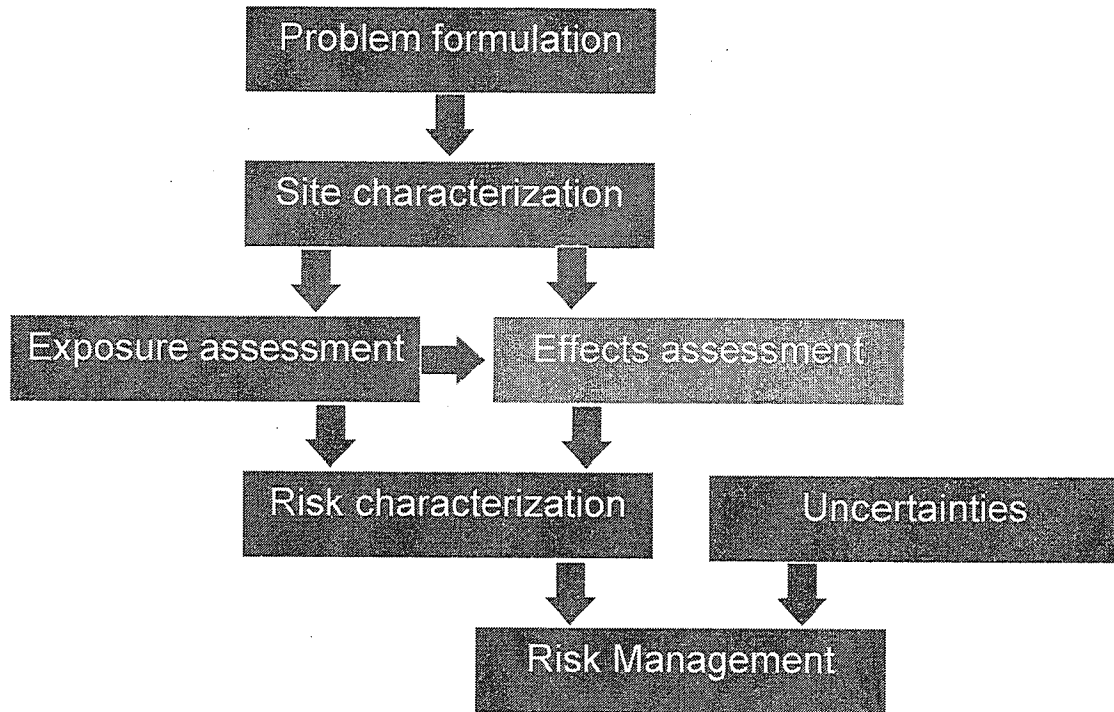 Problem formulation
Site characterization
Exposure assessment
Effects assessment
Risk characterization
Uncertainties
Risk Management